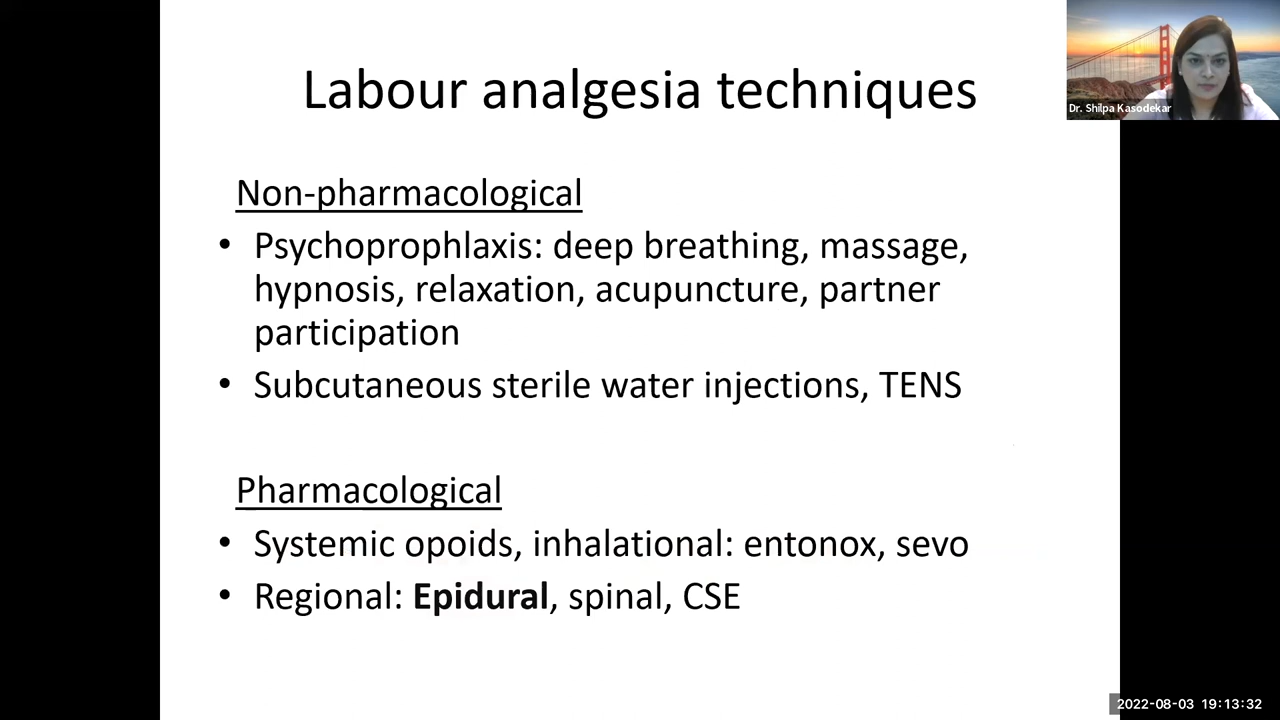 Labour analgesia techniques
Dr. Shilpa Kasodekar
Non-pharmacological
• Psychoprophlaxis: deep breathing, massage,
hypnosis, relaxation, acupuncture, partner
participation
• Subcutaneous sterile water injections, TENS
Pharmacological
• Systemic opoids, inhalational: entonox, sevo
• Regional: Epidural, spinal, CSE
2022-08-03 19:13:32